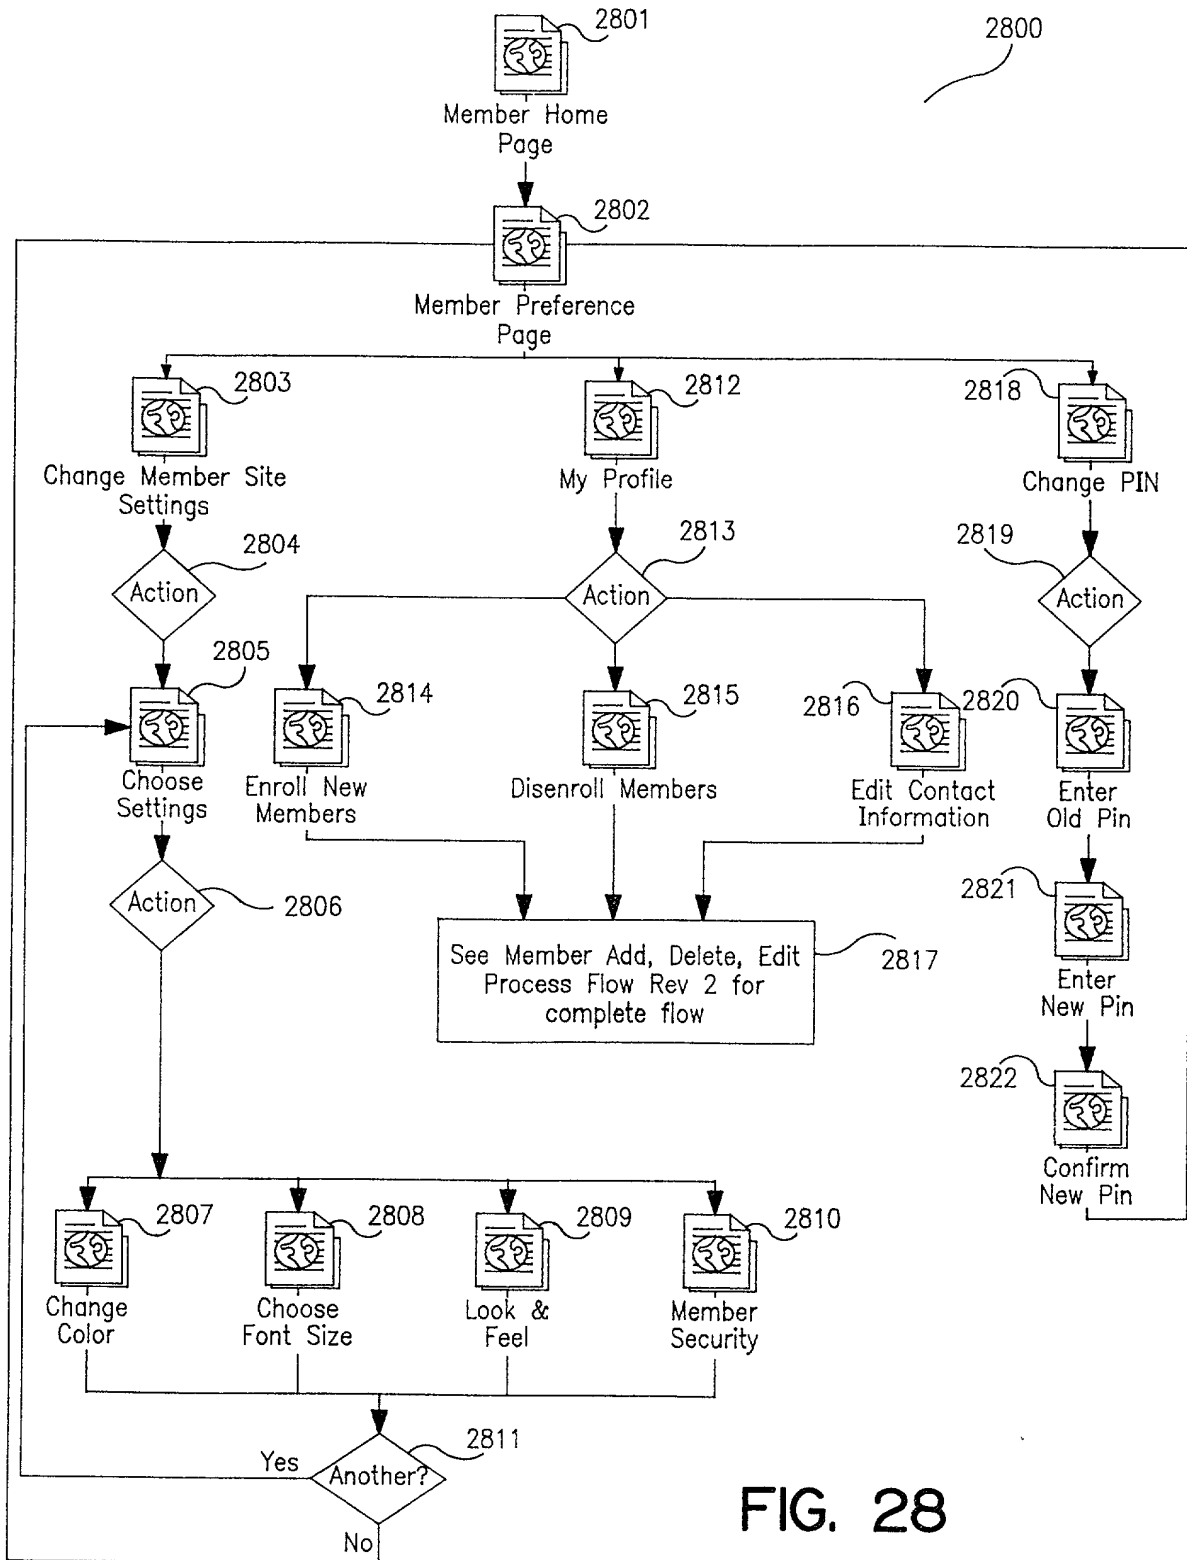 2801
2800
Member Home
Page
2802
Member Preference
Page
2803
2812
2818
Change Member Site
Settings
My Profile
Change PIN
2804
2813
2819
Action
Action
Action
2805
2814
2815
2816
2820
Choose
Settings
Enroll New
Members
Disenroll Members
Edit Contact
Information
Enter
Old Pin
Action
2806
2821
See Member Add, Delete, Edit
Process Flow Rev 2 for
complete flow
2817
Enter
New Pin
2822
Confirm
New Pin
2807
2808
2809
2810
Change
Color
Choose
Font Size
Look &
Feel
Member
Security
2811
Yes
Another?
No
FIG. 28